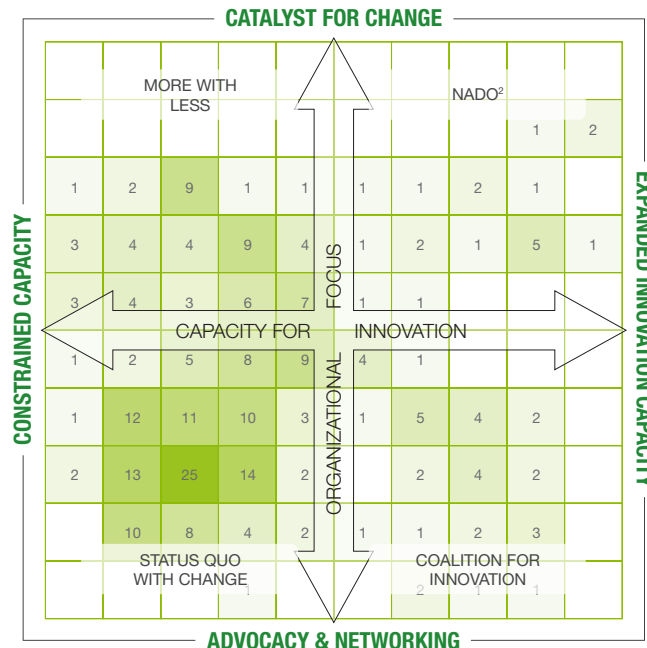 CATALYST FOR CHANGE
MORE WITH
LESS
NADO²
1 2
1 2 9 1 1 1 1 2 1
3 4 4 9 4 1 2 1 5 1
3 4 3 6 7 1 1
CONSTRAINED CAPACITY
EXPANDED INNOVATION CAPACITY
FOCUS
CAPACITY FOR INNOVATION
ORGANIZATIONAL
1 2 5 8 9 4 1
1 12 11 10 3 1 5 4 2
2 13 25 14 2 2 4 2
10 8 4 2 1 1 2 3
STATUS QUO
WITH CHANGE
COALITION FOR
INNOVATION
1 2 1 1
ADVOCACY & NETWORKING